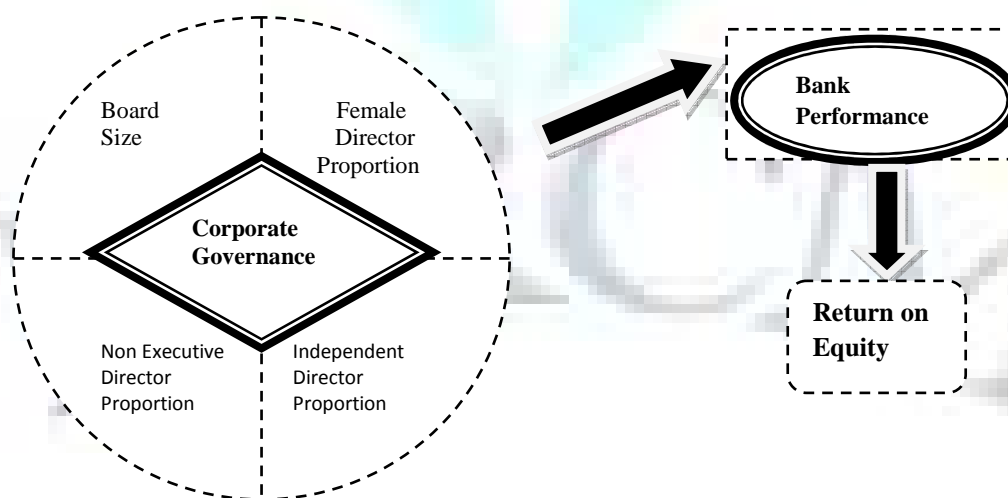 Board
Size
Female
Director
Proportion
Corporate
Governance
Non Executive
Director
Proportion
Independent
Director
Proportion
Bank
Performance
Return on
Equity